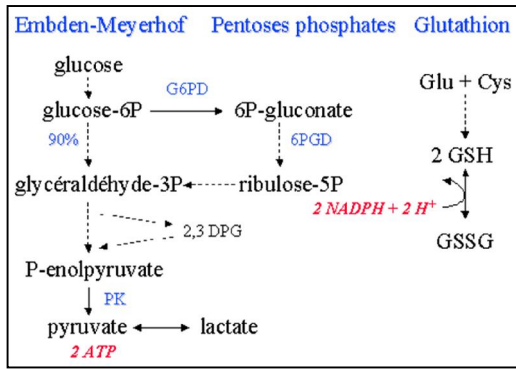 Embden-Meyerhof Pentoses phosphates Glutathion
glucose
G6PD
Glu + Cys
glucose-6P 6P-gluconate
90% 6PGD
2 GSH
glycéraldéhyde-3P ribulose-5P
2 NADPH + 2 H+
2,3 DPG
GSSG
P-enolpyruvate
PK
pyruvate lactate
2 ATP